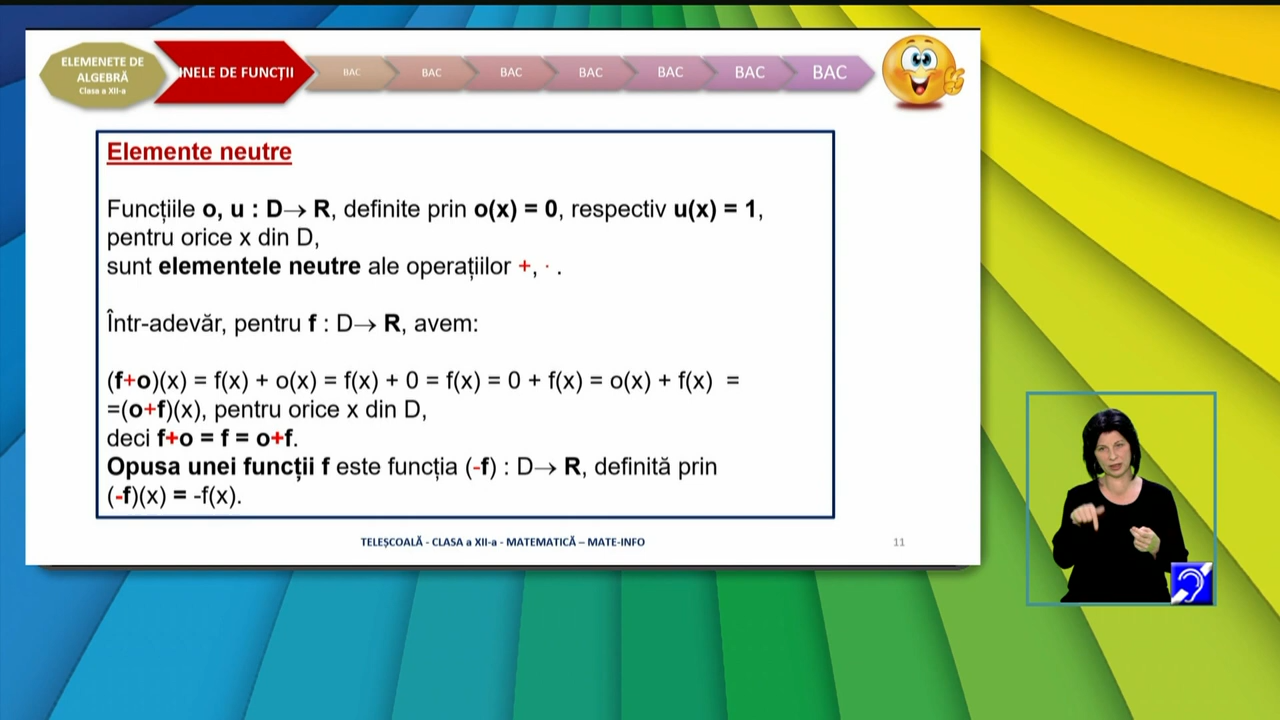 ELEMENETE DE
ALGEBRĂ
Clasa a XII-a
INELE DE FUNCȚII
BAC
BAC
BAC
BAC
BAC
BAC
BAC
Elemente neutre
Funcțiile o, u : D→ R, definite prin o(x) = 0, respectiv u(x) = 1,
pentru orice x din D,
sunt elementele neutre ale operațiilor +, · .
Într-adevăr, pentru f : D→ R, avem:
(f+o)(x) = f(x) + o(x) = f(x) + 0 = f(x) = 0 + f(x) = o(x) + f(x) =
=(o+f)(x), pentru orice x din D,
deci f+o = f = o+f.
Opusa unei funcții f este funcția (-f) : D→ R, definită prin
(-f)(x) = -f(x).
TELEȘCOALĂ - CLASA a XII-a - MATEMATICĂ – MATE-INFO
11